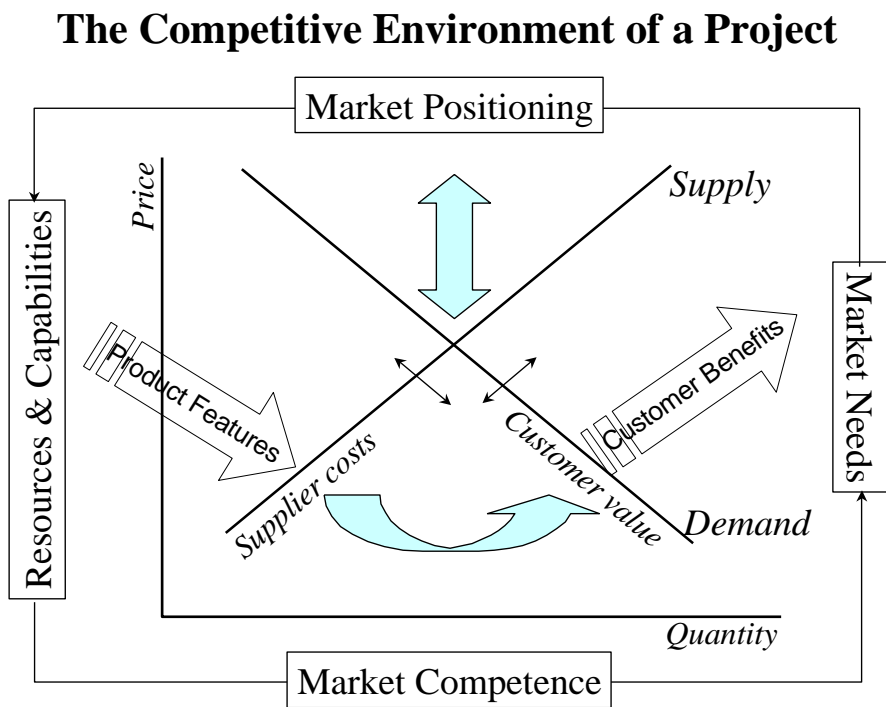 The Competitive Environment of a Project
Market Positioning
Price
Supply
Resources & Capabilities
Market Needs
Product Features
Customer Benefits
Supplier costs
Customer value
Demand
Quantity
Market Competence